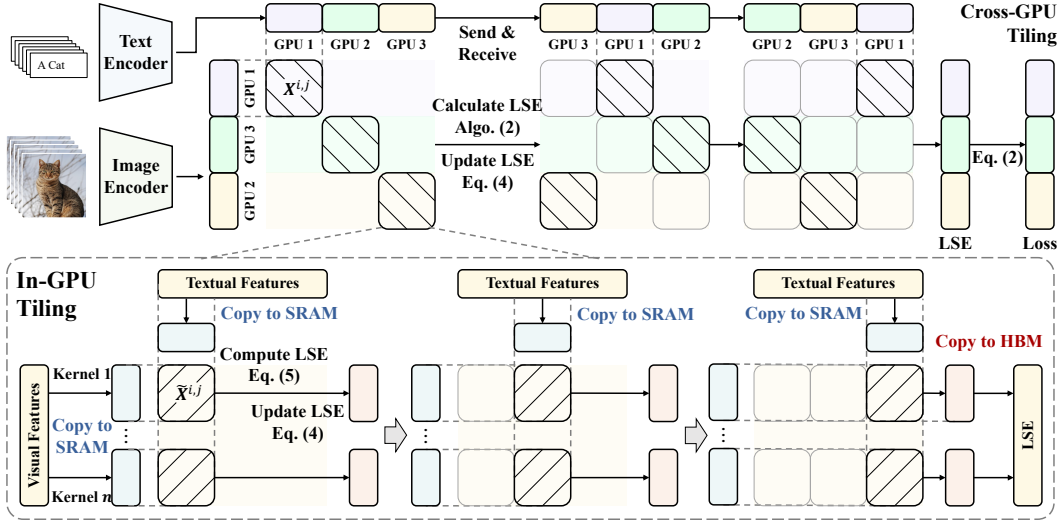 Text
Encoder
A Cat
GPU 1
GPU 2
GPU 3
Send &
Receive
GPU 3
GPU 1
GPU 2
GPU 2
GPU 3
GPU 1
Cross-GPU
Tiling
GPU 1
GPU 3
GPU 2
X^{i,j}
Calculate LSE
Algo. (2)
Update LSE
Eq. (4)
Image
Encoder
Eq. (2)
LSE
Loss
In-GPU
Tiling
Textual Features
Copy to SRAM
Textual Features
Copy to SRAM
Textual Features
Copy to SRAM
Copy to HBM
Visual Features
Kernel 1
Copy to
SRAM
...
Kernel n
X̃^{i,j}
...
Compute LSE
Eq. (5)
Update LSE
Eq. (4)
...
...
...
...
LSE